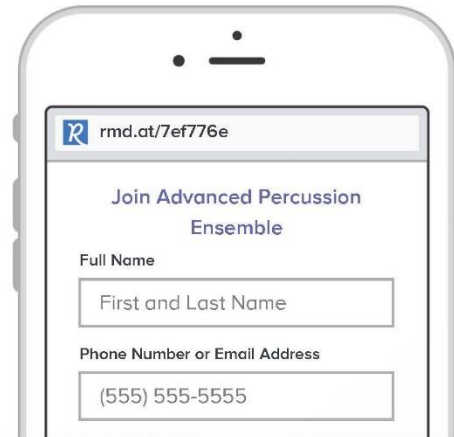 rmd.at/7ef776e
Join Advanced Percussion
Ensemble
Full Name
First and Last Name
Phone Number or Email Address
(555) 555-5555